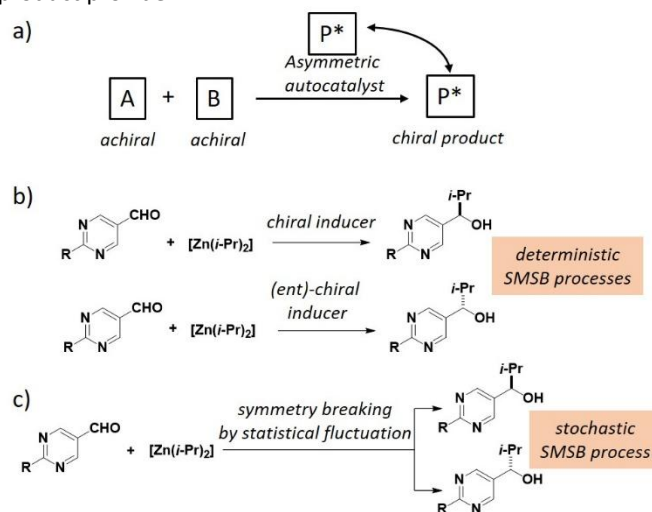 a)
P*
Asymmetric
autocatalyst
A + B
P*
achiral achiral
chiral product
b)
N
N
R
CHO
+ [Zn(i-Pr)2]
chiral inducer
i-Pr
OH
N
N
R
deterministic
SMSB processes
N
N
R
CHO
+ [Zn(i-Pr)2]
(ent)-chiral
inducer
i-Pr
OH
N
N
R
c)
N
N
R
CHO
+ [Zn(i-Pr)2]
symmetry breaking
by statistical fluctuation
i-Pr
OH
N
N
R
stochastic
SMSB process
i-Pr
OH
N
N
R